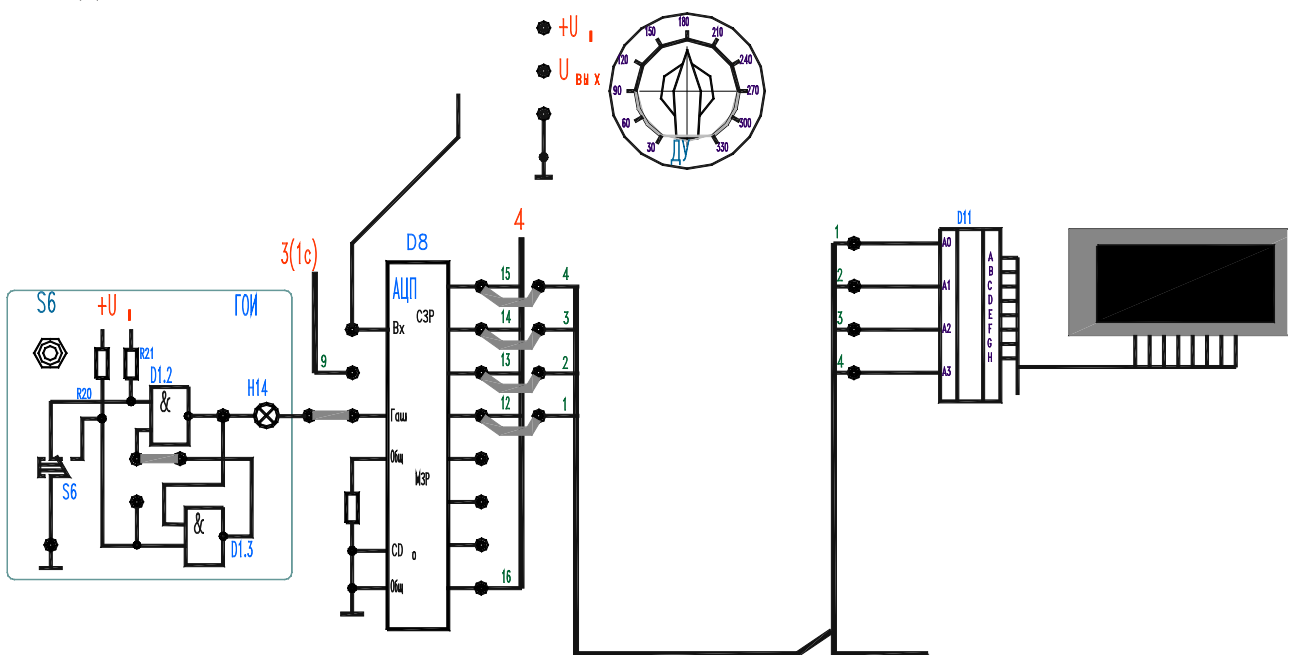 +U
U вых
180
150
210
120
240
90
270
60
300
30
330
ДУ
4
1
D11
3(1с)
D8
A0
15
4
АЦП
A
S6
+U
ГОИ
СЗР
B
2
A1
C
14
3
Вх
D
3
A2
E
R21
F
9
13
2
G
D1.2
4
A3
H
R20
&
H14
12
1
Гаш
Общ
МЗР
S6
&
D1.3
CD
0
16
Общ